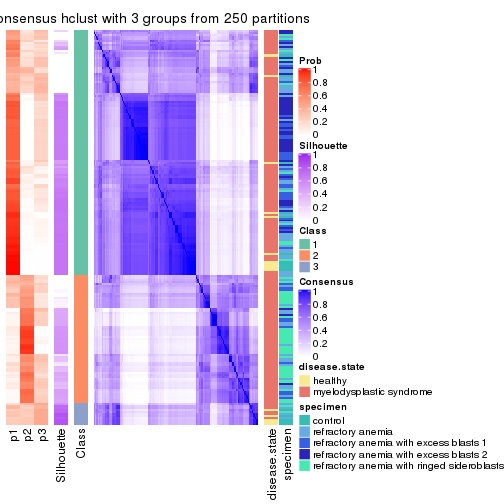 onsensus hclust with 3 groups from 250 partitions
Prob
1
0.8
0.6
0.4
0.2
0
Silhouette
1
0.8
0.6
0.4
0.2
0
Class
1
2
3
Consensus
1
0.8
0.6
0.4
0.2
0
disease.state
healthy
myelodysplastic syndrome
specimen
control
refractory anemia
refractory anemia with excess blasts 1
refractory anemia with excess blasts 2
refractory anemia with ringed sideroblasts
p1
p2
p3
Silhouette
Class
disease.state
specimen